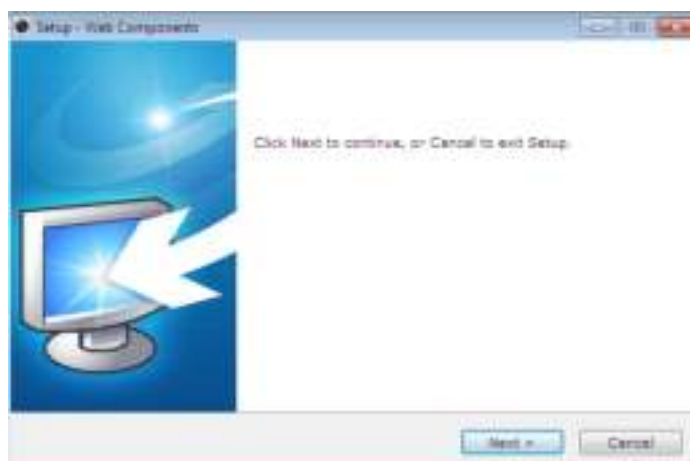 Setup - Web Components
Click Next to continue, or Cancel to exit Setup.
Next >
Cancel